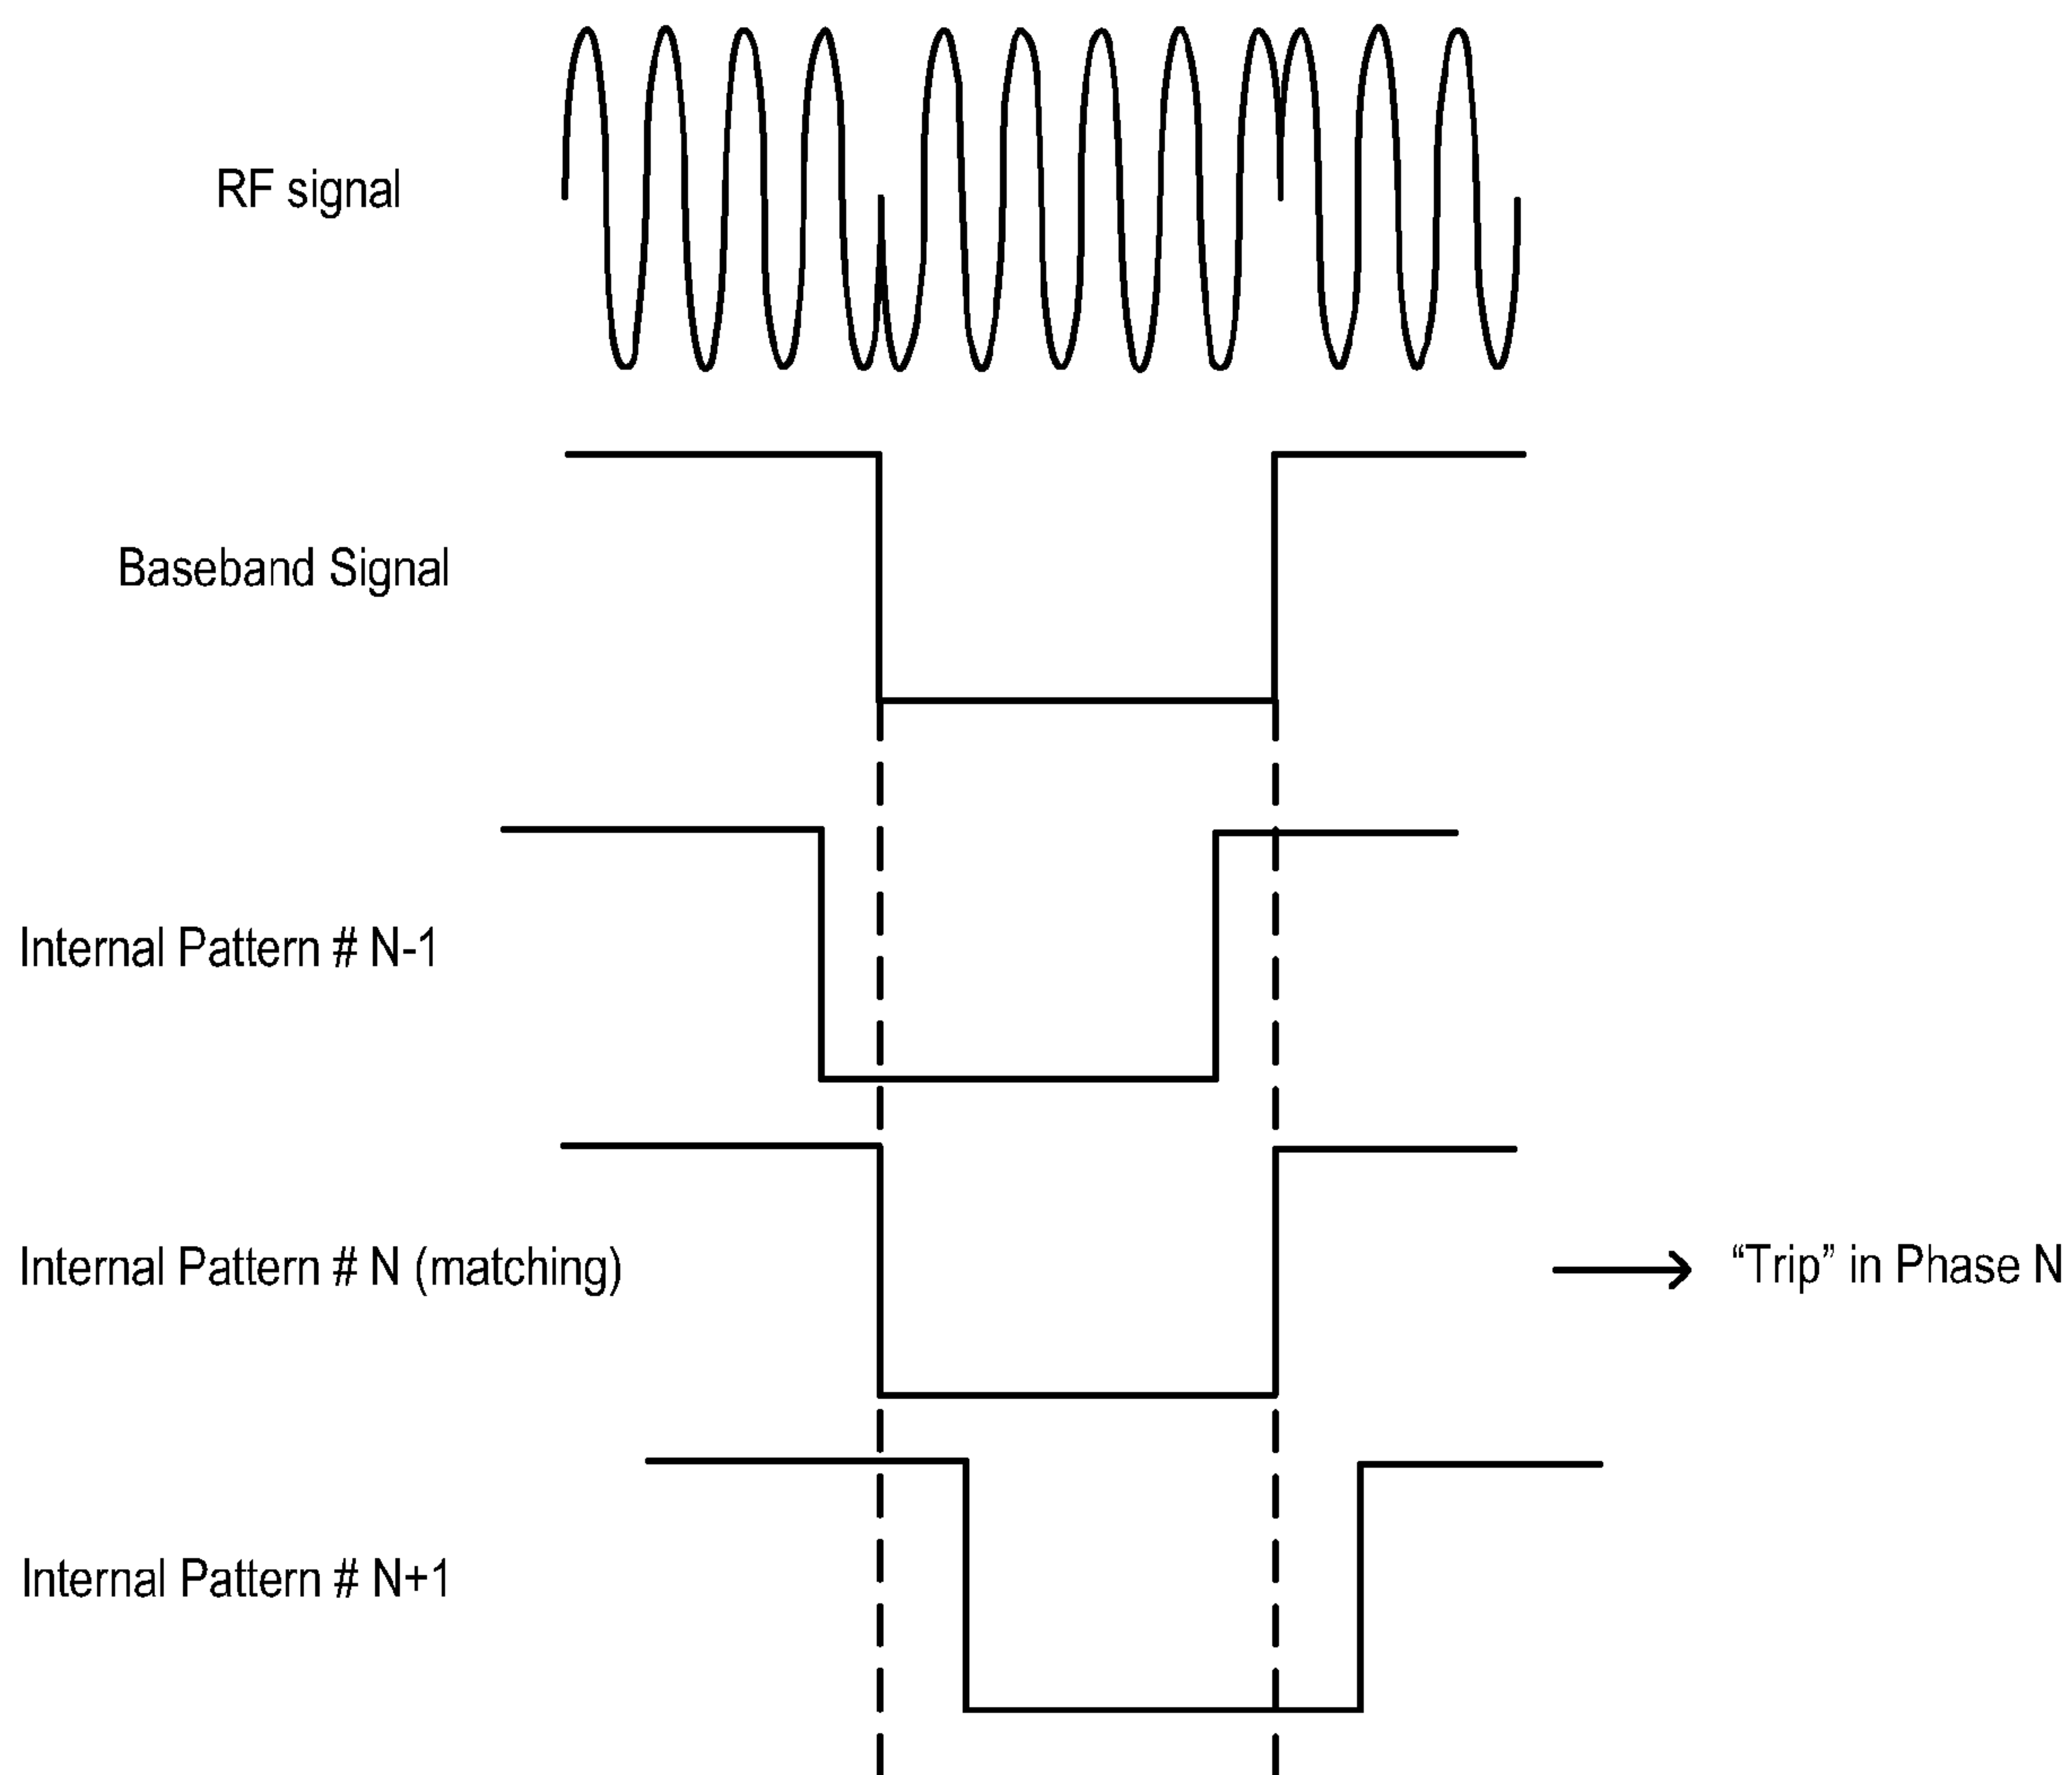 RF signal
Baseband Signal
Internal Pattern # N-1
Internal Pattern # N (matching)
“Trip” in Phase N
Internal Pattern # N+1